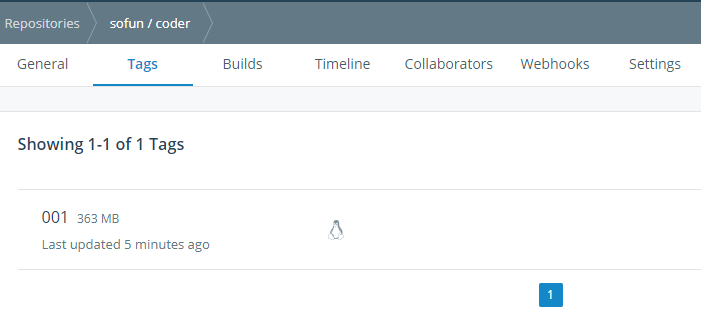 Repositories sofun / coder
General Tags Builds Timeline Collaborators Webhooks Settings
Showing 1-1 of 1 Tags
001 363 MB
Last updated 5 minutes ago
1